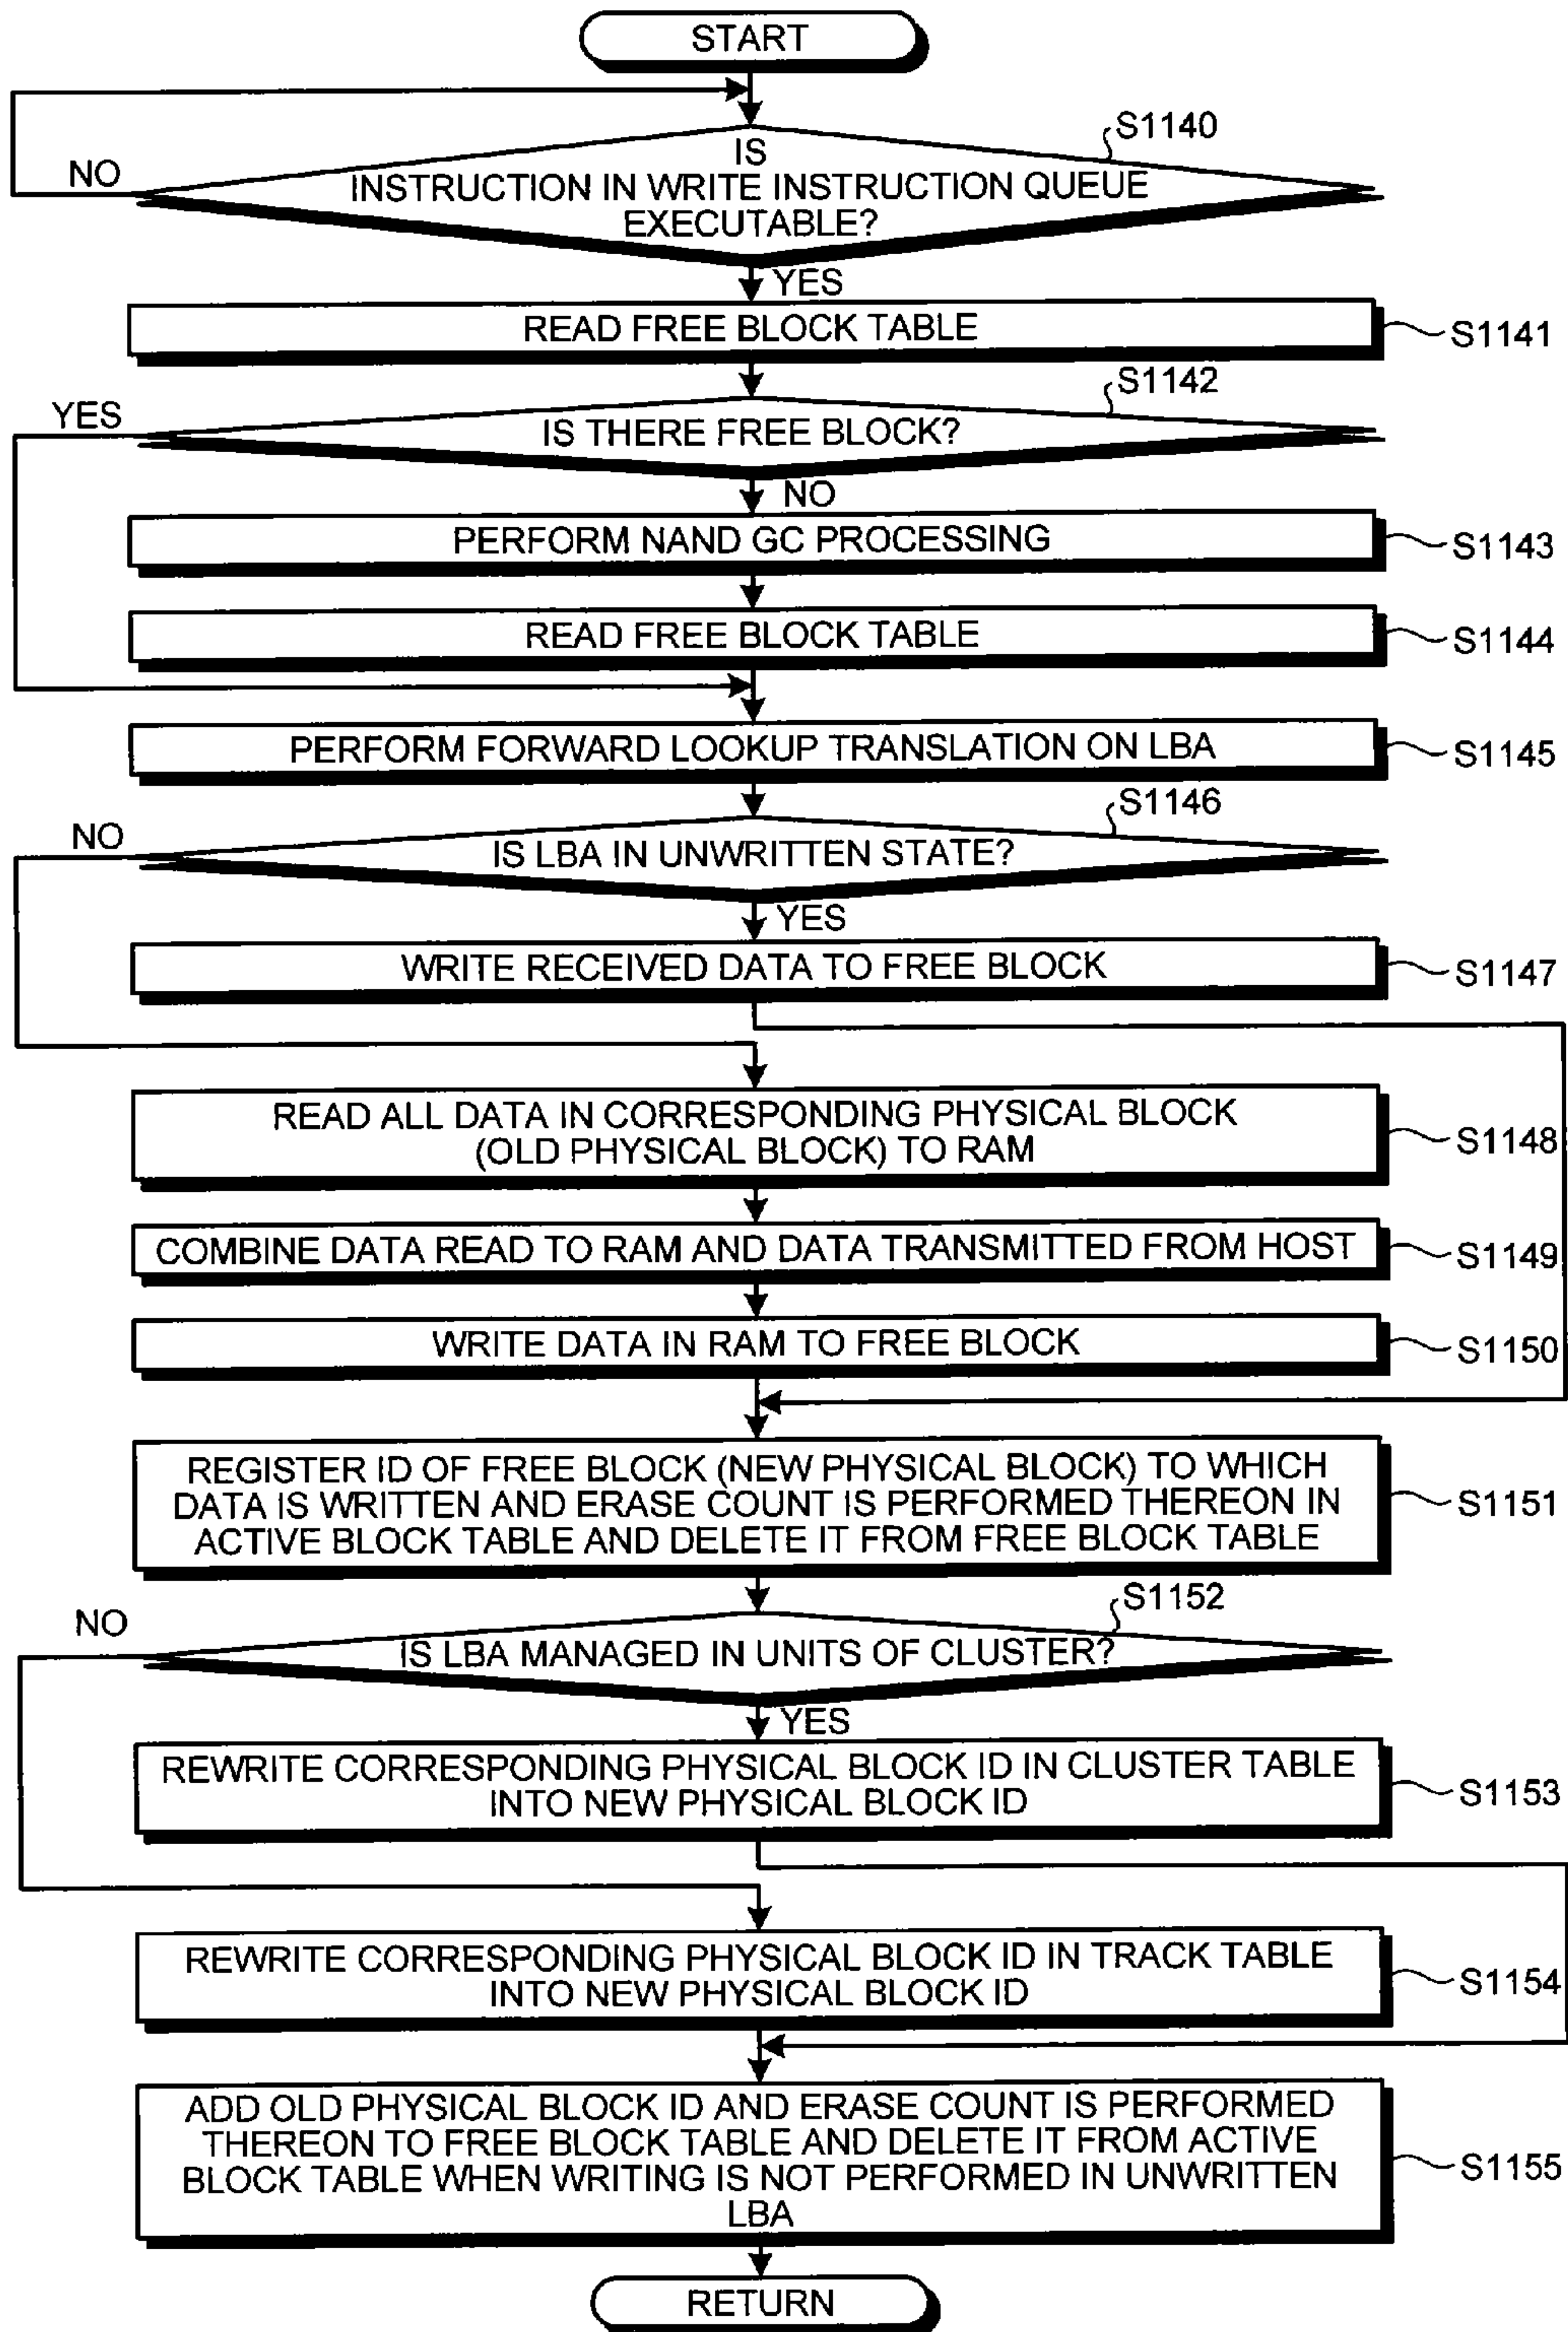 START
S1140
IS
NO
INSTRUCTION IN WRITE INSTRUCTION QUEUE
EXECUTABLE?
YES
READ FREE BLOCK TABLE
S1141
S1142
YES
IS THERE FREE BLOCK?
NO
PERFORM NAND GC PROCESSING
S1143
READ FREE BLOCK TABLE
S1144
PERFORM FORWARD LOOKUP TRANSLATION ON LBA
S1145
S1146
NO
IS LBA IN UNWRITTEN STATE?
YES
WRITE RECEIVED DATA TO FREE BLOCK
S1147
READ ALL DATA IN CORRESPONDING PHYSICAL BLOCK
(OLD PHYSICAL BLOCK) TO RAM
S1148
COMBINE DATA READ TO RAM AND DATA TRANSMITTED FROM HOST
S1149
WRITE DATA IN RAM TO FREE BLOCK
S1150
REGISTER ID OF FREE BLOCK (NEW PHYSICAL BLOCK) TO WHICH
DATA IS WRITTEN AND ERASE COUNT IS PERFORMED THEREON IN
ACTIVE BLOCK TABLE AND DELETE IT FROM FREE BLOCK TABLE
S1151
S1152
NO
IS LBA MANAGED IN UNITS OF CLUSTER?
YES
REWRITE CORRESPONDING PHYSICAL BLOCK ID IN CLUSTER TABLE
INTO NEW PHYSICAL BLOCK ID
S1153
REWRITE CORRESPONDING PHYSICAL BLOCK ID IN TRACK TABLE
INTO NEW PHYSICAL BLOCK ID
S1154
ADD OLD PHYSICAL BLOCK ID AND ERASE COUNT IS PERFORMED
THEREON TO FREE BLOCK TABLE AND DELETE IT FROM ACTIVE
BLOCK TABLE WHEN WRITING IS NOT PERFORMED IN UNWRITTEN
LBA
S1155
RETURN